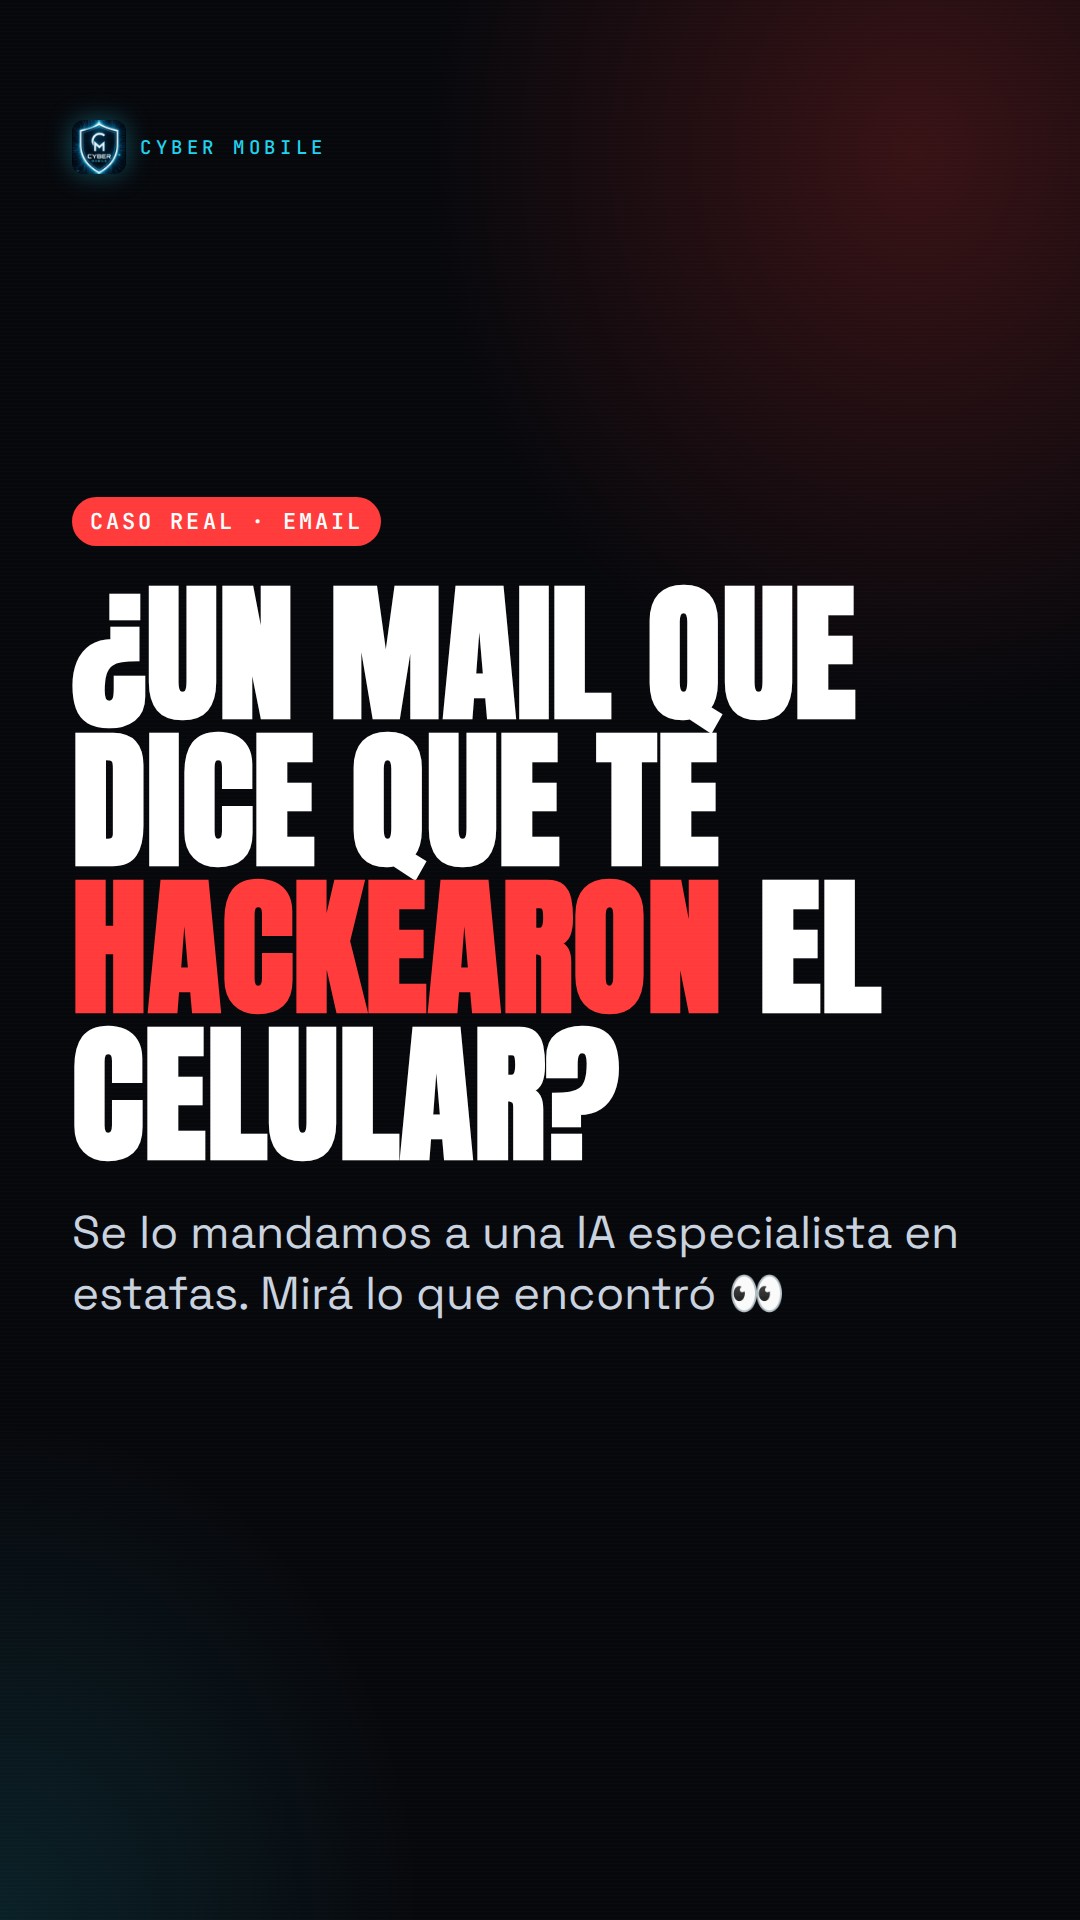 CYBER MOBILE
CASO REAL · EMAIL
¿UN MAIL QUE
DICE QUE TE
HACKEARON EL
CELULAR?
Se lo mandamos a una IA especialista en
estafas. Mirá lo que encontró 👀